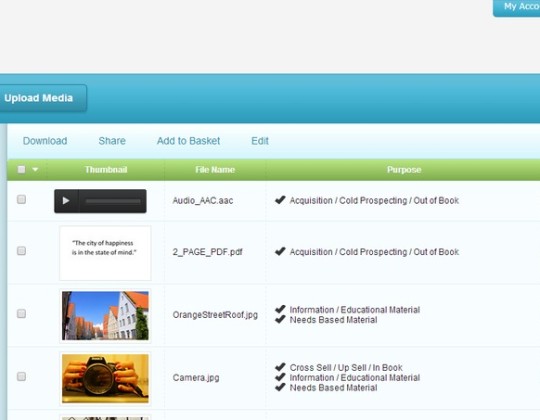 My Acco
Upload Media
Download Share Add to Basket Edit
Thumbnail File Name Purpose
Audio_AAC.aac
Acquisition / Cold Prospecting / Out of Book
"The city of happiness
is in the state of mind."
2_PAGE_PDF.pdf
Acquisition / Cold Prospecting / Out of Book
OrangeStreetRoof.jpg
Information / Educational Material
Needs Based Material
Camera.jpg
Cross Sell / Up Sell / In Book
Information / Educational Material
Needs Based Material